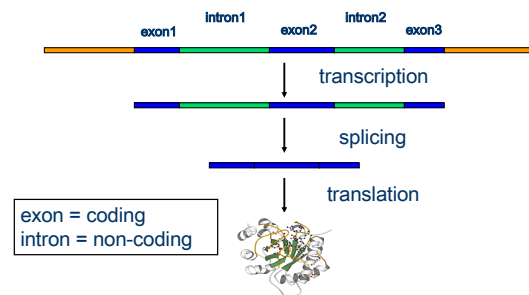 intron1 intron2
exon1 exon2 exon3
transcription
splicing
translation
exon = coding
intron = non-coding